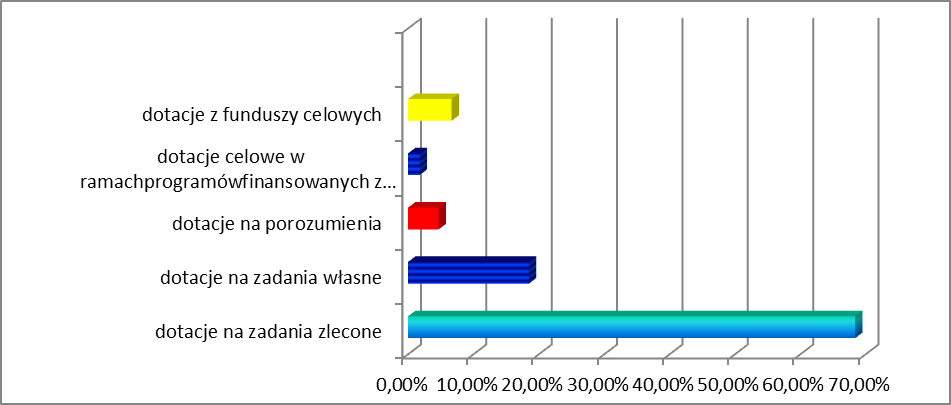 dotacje z funduszy celowych
dotacje celowe w
ramachprogramówfinansowanych z...
dotacje na porozumienia
dotacje na zadania własne
dotacje na zadania zlecone
0,00% 10,00% 20,00% 30,00% 40,00% 50,00% 60,00% 70,00%